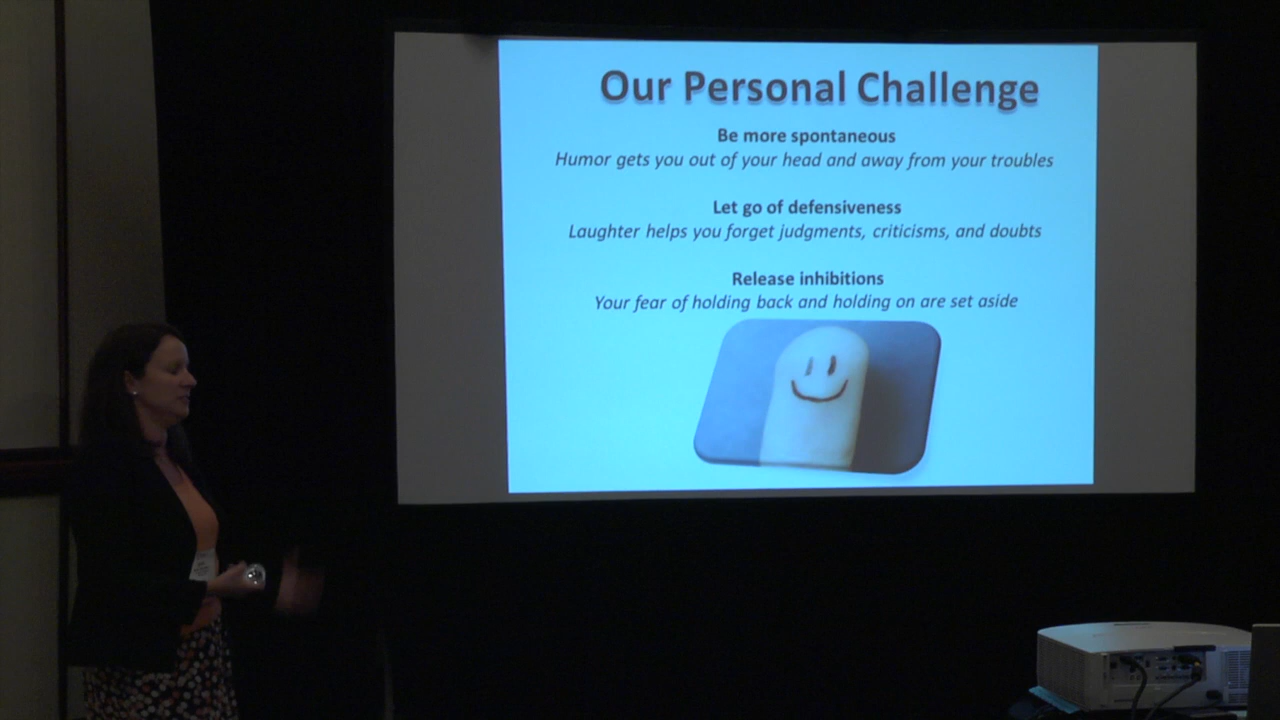 Our Personal Challenge
Be more spontaneous
Humor gets you out of your head and away from your troubles
Let go of defensiveness
Laughter helps you forget judgments, criticisms, and doubts
Release inhibitions
Your fear of holding back and holding on are set aside